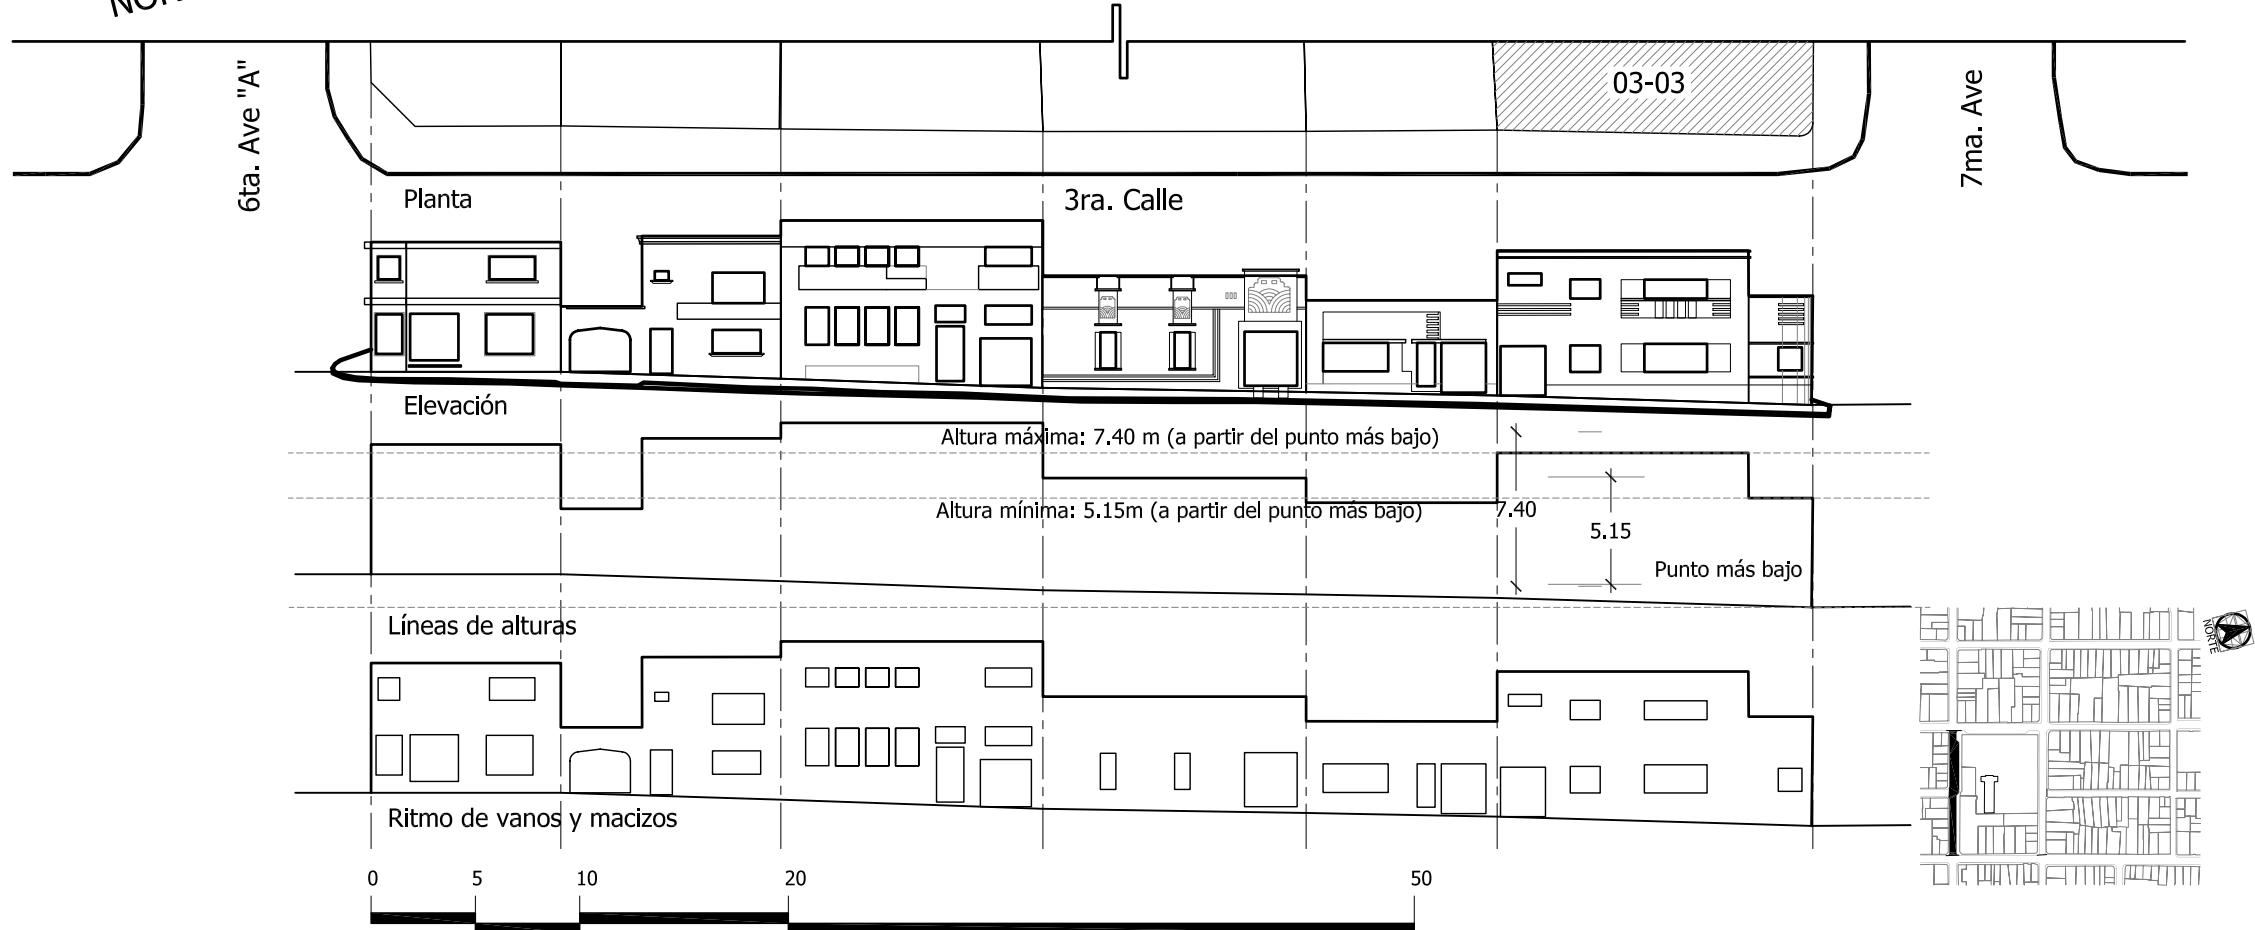 03-03
6ta. Ave "A"
7ma. Ave
Planta
3ra. Calle
Elevación
Altura máxima: 7.40 m (a partir del punto más bajo)
Altura mínima: 5.15m (a partir del punto más bajo)
7.40
5.15
Punto más bajo
Líneas de alturas
NORTE
Ritmo de vanos y macizos
0 5 10 20 50